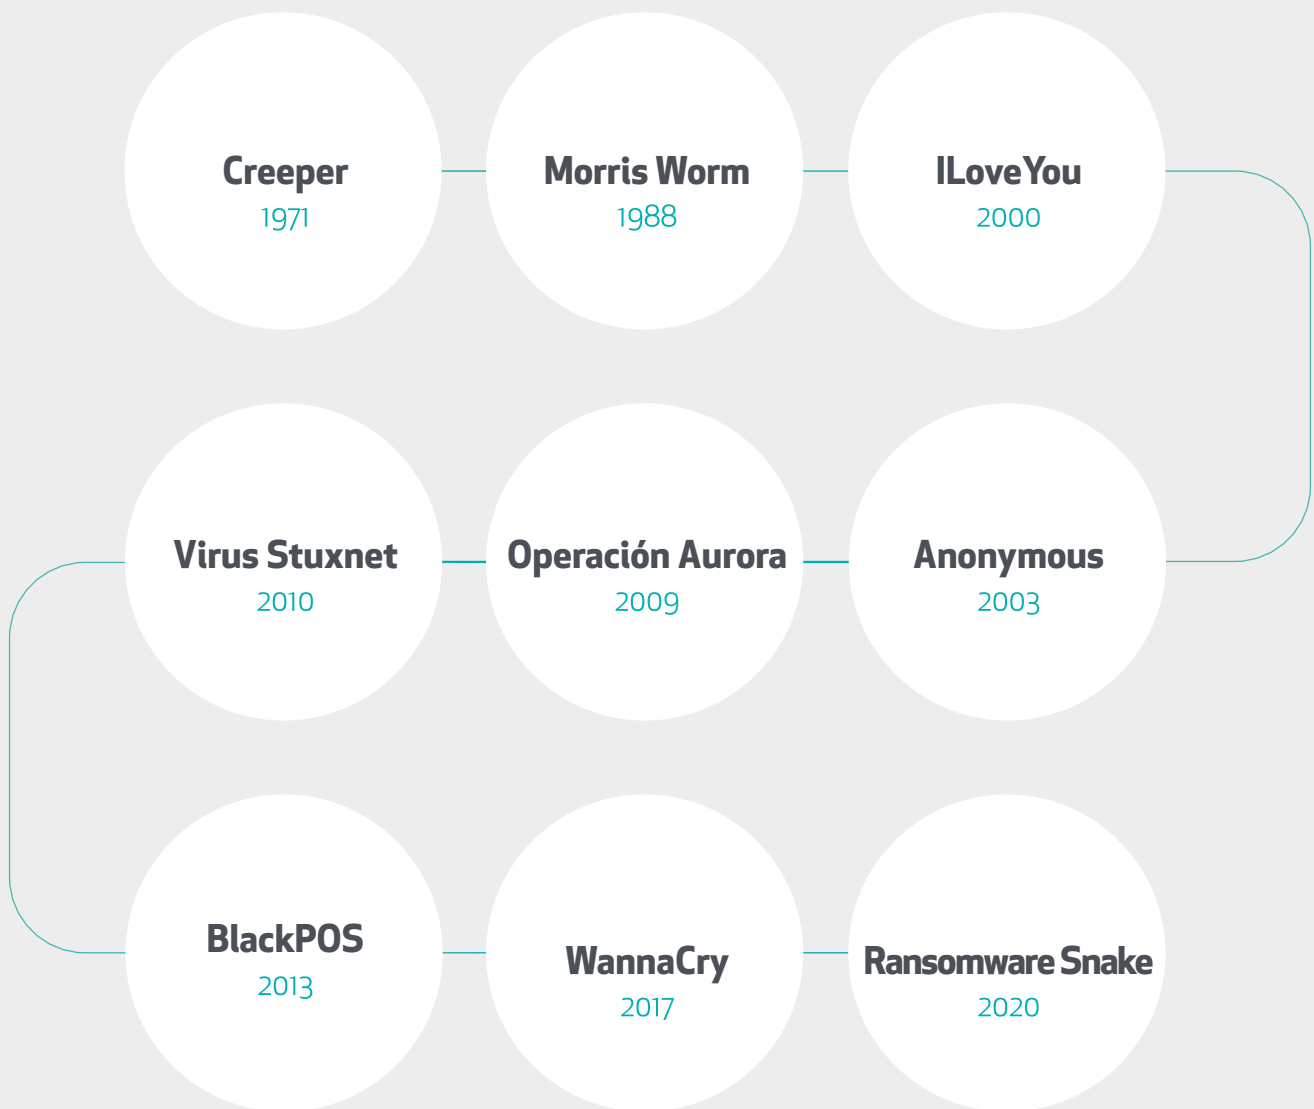 Creeper
1971
Morris Worm
1988
ILoveYou
2000
Anonymous
2003
Operación Aurora
2009
Virus Stuxnet
2010
BlackPOS
2013
WannaCry
2017
Ransomware Snake
2020